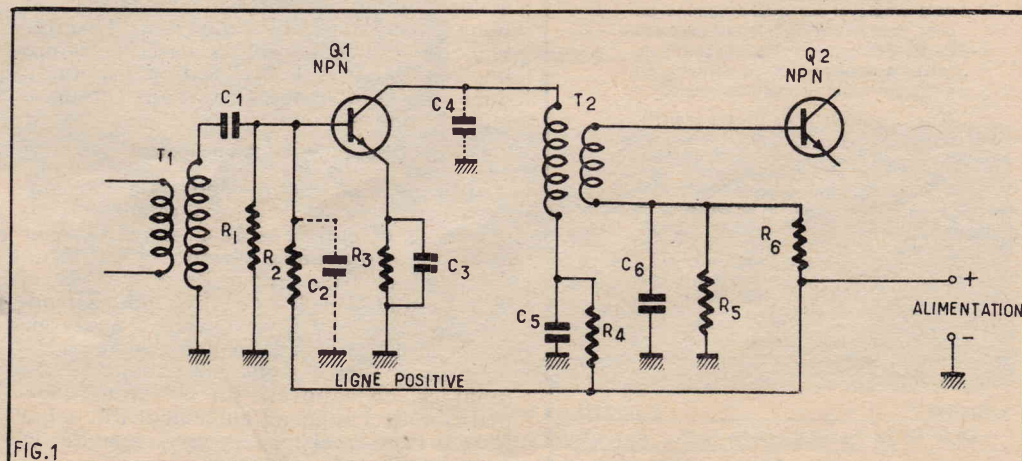 Q1
NPN
Q2
NPN
C1
C4
T2
T1
R1
R2
C2
R3
C3
C5
R4
C6
R5
R6
+
ALIMENTATION
-
LIGNE POSITIVE
FIG.1